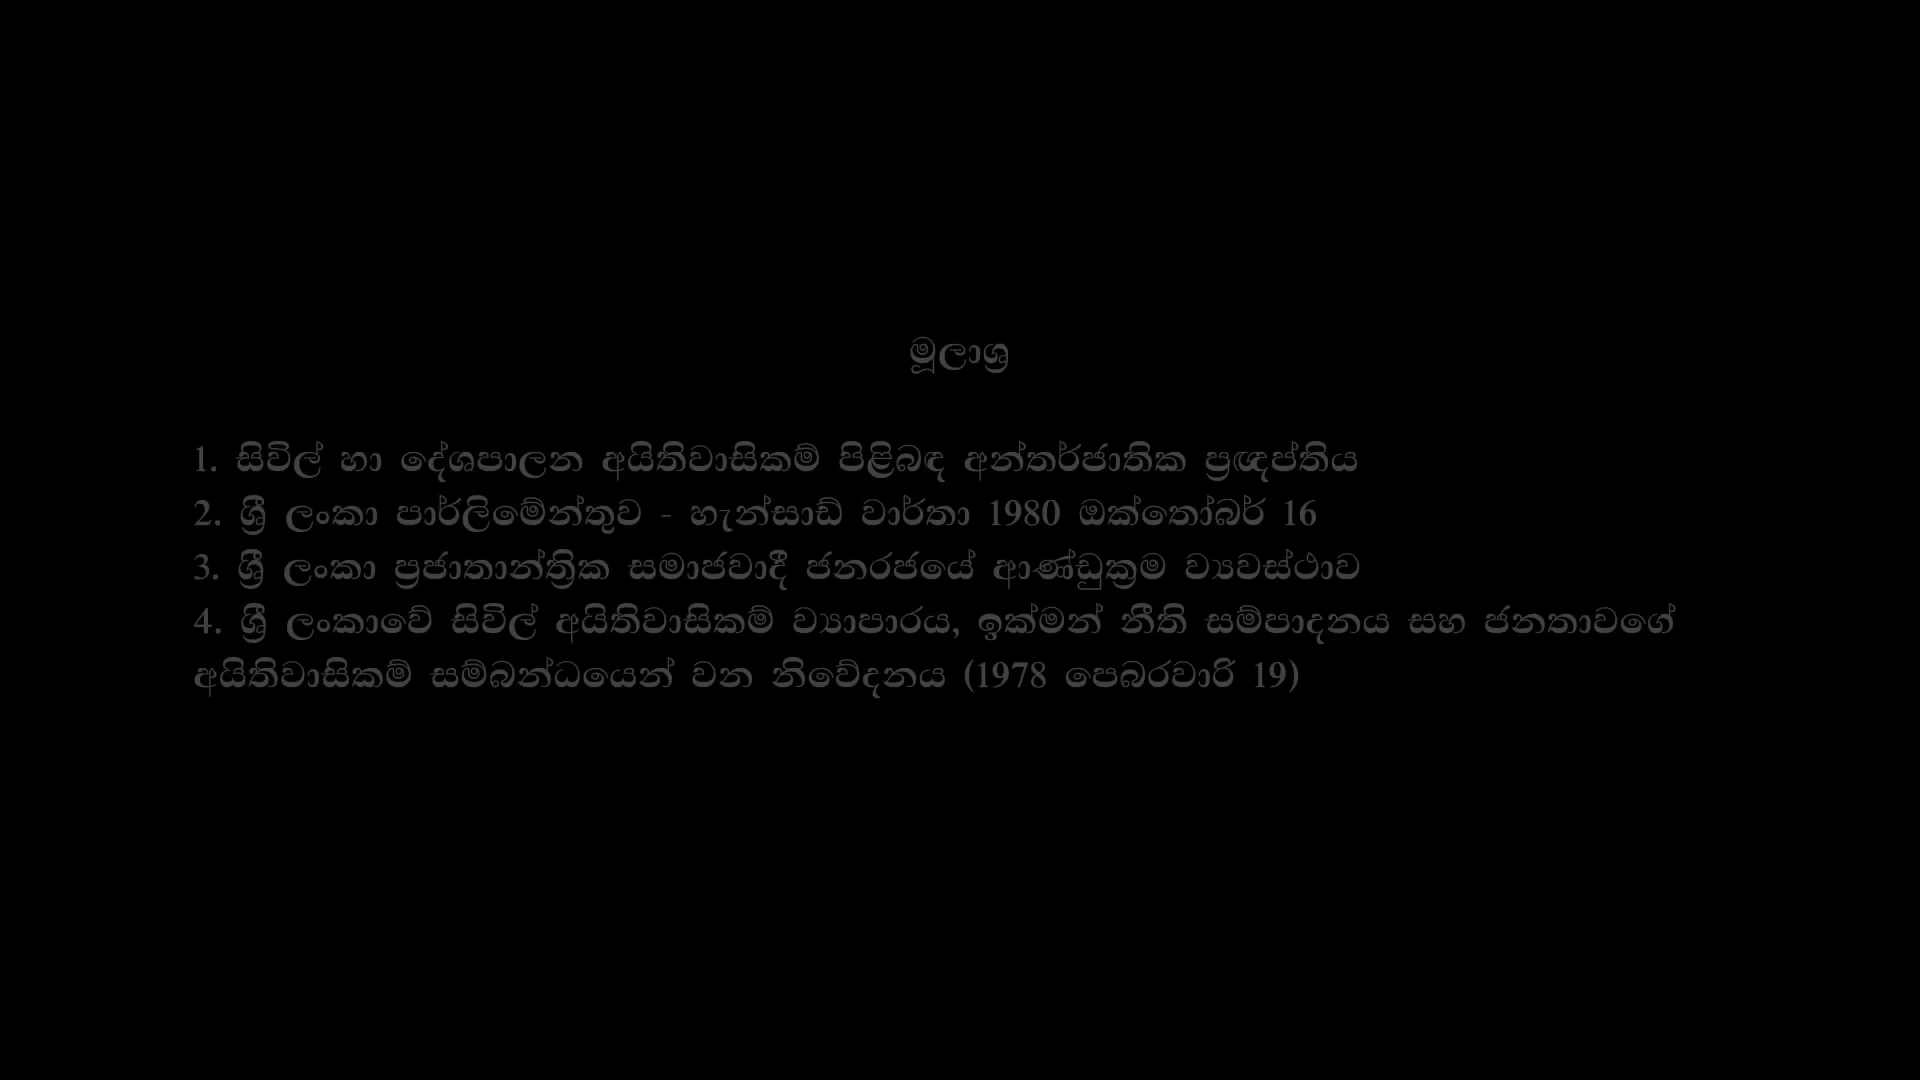 මූලාශ්‍ර
1. සිවිල් හා දේශපාලන අයිතිවාසිකම් පිළිබඳ අන්තර්ජාතික ප්‍රඥප්තිය
2. ශ්‍රී ලංකා පාර්ලිමේන්තුව - හැන්සාඩ් වාර්තා 1980 ඔක්තෝබර් 16
3. ශ්‍රී ලංකා ප්‍රජාතාන්ත්‍රික සමාජවාදී ජනරජයේ ආණ්ඩුක්‍රම ව්‍යවස්ථාව
4. ශ්‍රී ලංකාවේ සිවිල් අයිතිවාසිකම් ව්‍යාපාරය, ඉක්මන් නීති සම්පාදනය සහ ජනතාවගේ
අයිතිවාසිකම් සම්බන්ධයෙන් වන නිවේදනය (1978 පෙබරවාරි 19)